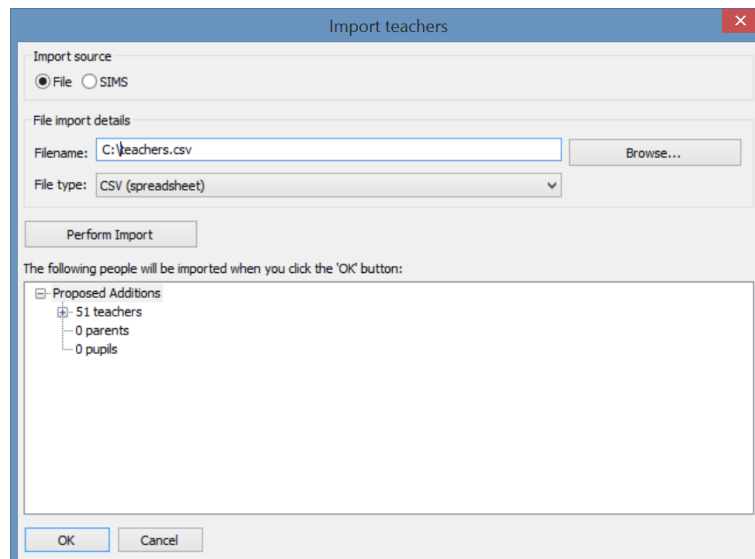 Import teachers
Import source
File SIMS
File import details
Filename: C:\teachers.csv Browse...
File type: CSV (spreadsheet)
Perform Import
The following people will be imported when you click the 'OK' button:
Proposed Additions
51 teachers
0 parents
0 pupils
OK Cancel